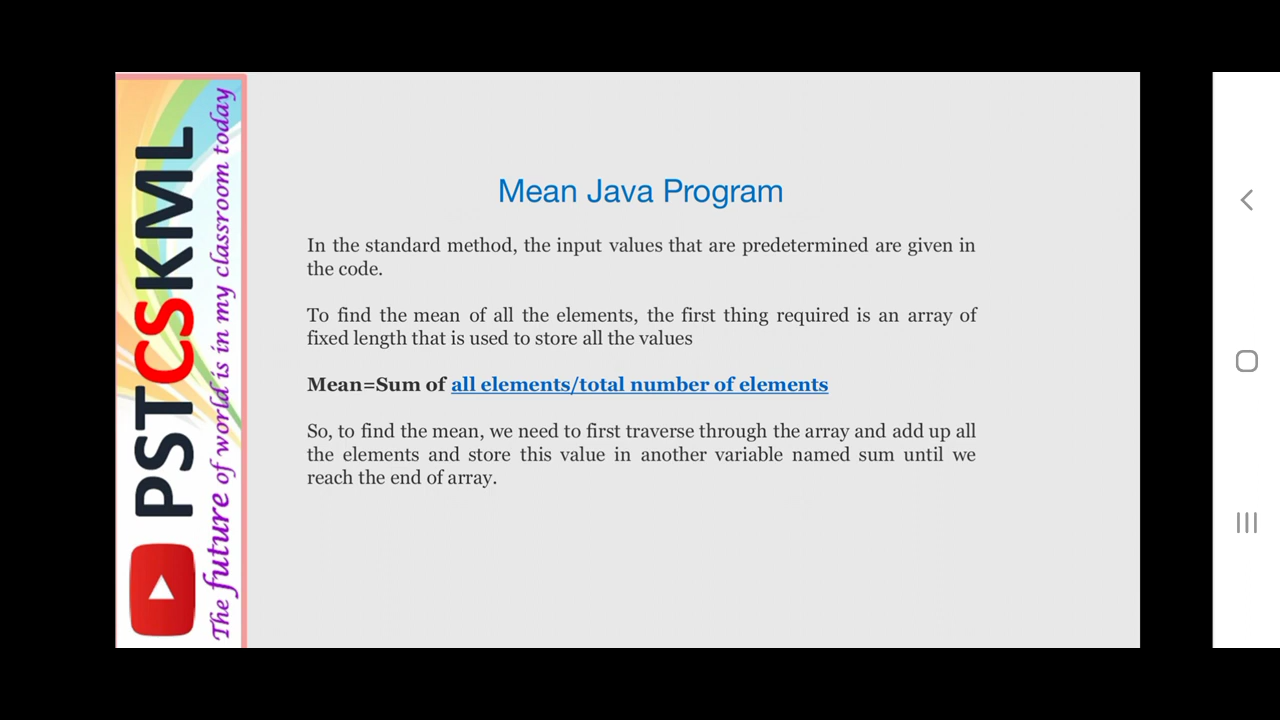 PSTCSKML
The future of world is in my classroom today
Mean Java Program
In the standard method, the input values that are predetermined are given in
the code.
To find the mean of all the elements, the first thing required is an array of
fixed length that is used to store all the values
Mean=Sum of all elements/total number of elements
So, to find the mean, we need to first traverse through the array and add up all
the elements and store this value in another variable named sum until we
reach the end of array.